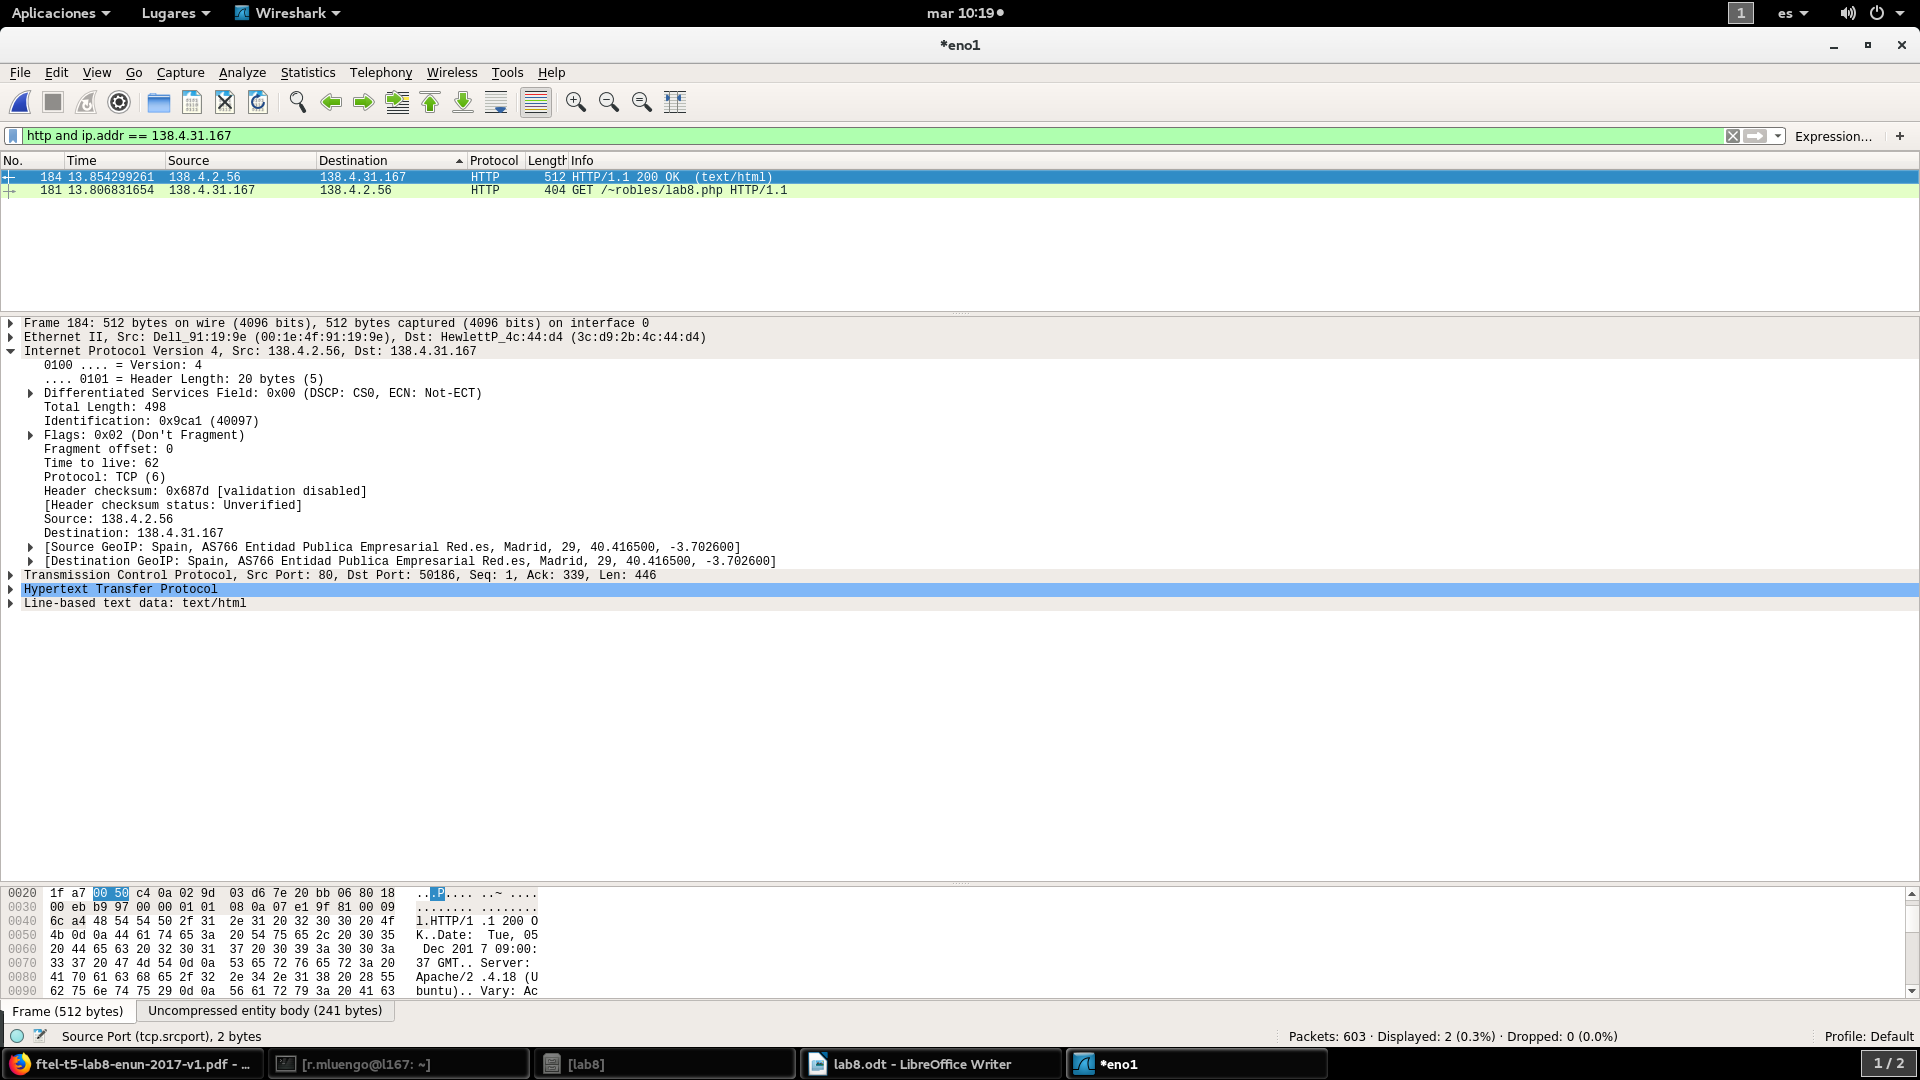 Aplicaciones Lugares Wireshark mar 10:19 1 es
*eno1
File Edit View Go Capture Analyze Statistics Telephony Wireless Tools Help
http and ip.addr == 138.4.31.167 Expression... +
No. Time Source Destination Protocol Length Info
184 13.854299261 138.4.2.56 138.4.31.167 HTTP 512 HTTP/1.1 200 OK (text/html)
181 13.806831654 138.4.31.167 138.4.2.56 HTTP 404 GET /~robles/lab8.php HTTP/1.1
Frame 184: 512 bytes on wire (4096 bits), 512 bytes captured (4096 bits) on interface 0
Ethernet II, Src: Dell_91:19:9e (00:1e:4f:91:19:9e), Dst: HewlettP_4c:44:d4 (3c:d9:2b:4c:44:d4)
Internet Protocol Version 4, Src: 138.4.2.56, Dst: 138.4.31.167
0100 .... = Version: 4
.... 0101 = Header Length: 20 bytes (5)
Differentiated Services Field: 0x00 (DSCP: CS0, ECN: Not-ECT)
Total Length: 498
Identification: 0x9ca1 (40097)
Flags: 0x02 (Don't Fragment)
Fragment offset: 0
Time to live: 62
Protocol: TCP (6)
Header checksum: 0x687d [validation disabled]
[Header checksum status: Unverified]
Source: 138.4.2.56
Destination: 138.4.31.167
[Source GeoIP: Spain, AS766 Entidad Publica Empresarial Red.es, Madrid, 29, 40.416500, -3.702600]
[Destination GeoIP: Spain, AS766 Entidad Publica Empresarial Red.es, Madrid, 29, 40.416500, -3.702600]
Transmission Control Protocol, Src Port: 80, Dst Port: 50186, Seq: 1, Ack: 339, Len: 446
Hypertext Transfer Protocol
Line-based text data: text/html
0020 1f a7 00 50 c4 0a 02 9d 03 d6 7e 20 bb 06 80 18 ...P.... ..~ ....
0030 00 eb b9 97 00 00 01 01 08 0a 07 e1 9f 81 00 09 ........ ........
0040 6c a4 48 54 54 50 2f 31 2e 31 20 32 30 30 20 4f l.HTTP/1 .1 200 O
0050 4b 0d 0a 44 61 74 65 3a 20 54 75 65 2c 20 30 35 K..Date: Tue, 05
0060 20 44 65 63 20 32 30 31 37 20 30 39 3a 30 30 3a Dec 201 7 09:00:
0070 33 37 20 47 4d 54 0d 0a 53 65 72 76 65 72 3a 20 37 GMT.. Server:
0080 41 70 61 63 68 65 2f 32 2e 34 2e 31 38 20 28 55 Apache/2 .4.18 (U
0090 62 75 6e 74 75 29 0d 0a 56 61 72 79 3a 20 41 63 buntu).. Vary: Ac
Frame (512 bytes) Uncompressed entity body (241 bytes)
Source Port (tcp.srcport), 2 bytes Packets: 603 · Displayed: 2 (0.3%) · Dropped: 0 (0.0%) Profile: Default
ftel-t5-lab8-enun-2017-v1.pdf - ... [r.mluengo@l167: ~] [lab8] lab8.odt - LibreOffice Writer *eno1 1 / 2